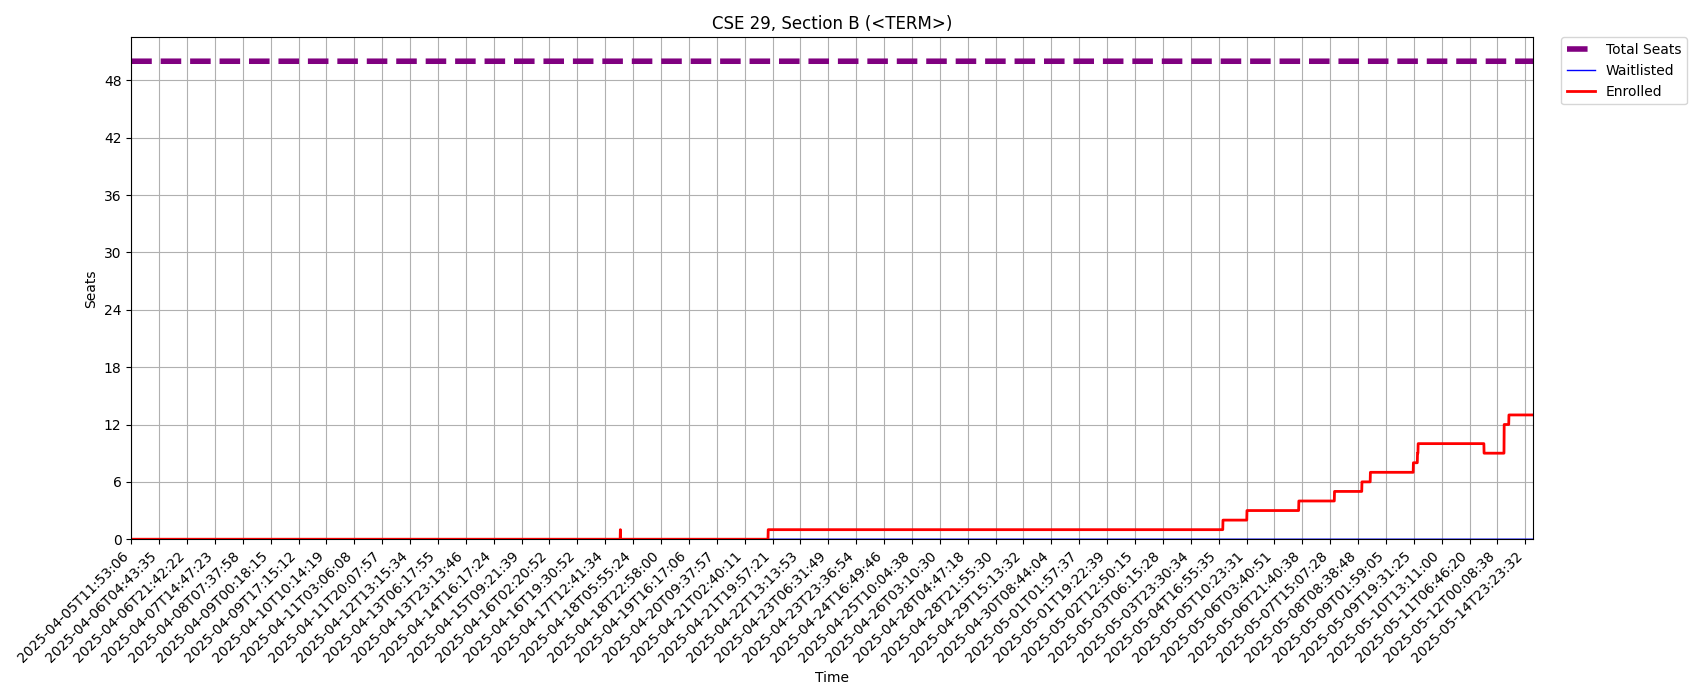 CSE 29, Section B (<TERM>)
Total Seats
Waitlisted
Enrolled
Seats
48
42
36
30
24
18
12
6
0
2025-04-05T11:53:06
2025-04-06T04:43:35
2025-04-06T21:42:22
2025-04-07T14:47:23
2025-04-08T07:37:58
2025-04-09T00:18:15
2025-04-09T17:15:12
2025-04-10T10:14:19
2025-04-11T03:06:08
2025-04-11T20:07:57
2025-04-12T13:15:34
2025-04-13T06:17:55
2025-04-13T23:13:46
2025-04-14T16:17:24
2025-04-15T09:21:39
2025-04-16T02:20:52
2025-04-16T19:30:52
2025-04-17T12:41:34
2025-04-18T05:55:24
2025-04-18T22:58:00
2025-04-19T16:17:06
2025-04-20T09:37:57
2025-04-21T02:40:11
2025-04-21T19:57:21
2025-04-22T13:13:53
2025-04-23T06:31:49
2025-04-23T23:36:54
2025-04-24T16:49:46
2025-04-25T10:04:38
2025-04-26T03:10:30
2025-04-28T04:47:18
2025-04-28T21:55:30
2025-04-29T15:13:32
2025-04-30T08:44:04
2025-05-01T01:57:37
2025-05-01T19:22:39
2025-05-02T12:50:15
2025-05-03T06:15:28
2025-05-03T23:30:34
2025-05-04T16:55:35
2025-05-05T10:23:31
2025-05-06T03:40:51
2025-05-06T21:40:38
2025-05-07T15:07:28
2025-05-08T08:38:48
2025-05-09T01:59:05
2025-05-09T19:31:25
2025-05-10T13:11:00
2025-05-11T06:46:20
2025-05-12T00:08:38
2025-05-14T23:23:32
Time